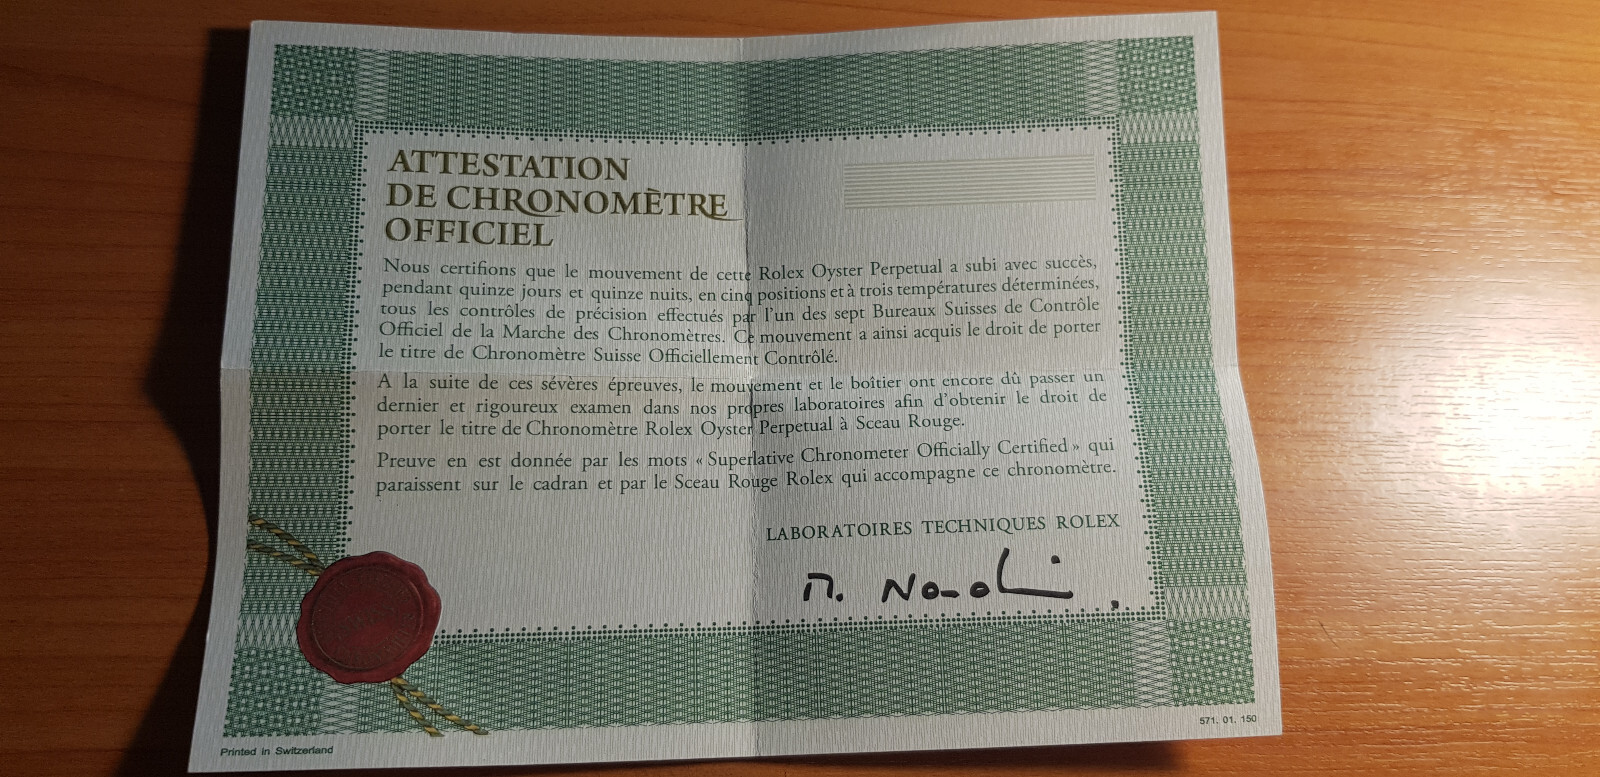 ATTESTATION
DE CHRONOMÈTRE
OFFICIEL
Nous certifions que le mouvement de cette Rolex Oyster Perpetual a subi avec succès,
pendant quinze jours et quinze nuits, en cinq positions et à trois températures déterminées,
tous les contrôles de précision effectués par l'un des sept Bureaux Suisses de Contrôle
Officiel de la Marche des Chronomètres. Ce mouvement a ainsi acquis le droit de porter
le titre de Chronomètre Suisse Officiellement Contrôlé.
A la suite de ces sévères épreuves, le mouvement et le boîtier ont encore dû passer un
dernier et rigoureux examen dans nos propres laboratoires afin d'obtenir le droit de
porter le titre de Chronomètre Rolex Oyster Perpetual à Sceau Rouge.
Preuve en est donnée par les mots « Superlative Chronometer Officially Certified » qui
paraissent sur le cadran et par le Sceau Rouge Rolex qui accompagne ce chronomètre.
LABORATOIRES TECHNIQUES ROLEX
Printed in Switzerland
571. 01. 150